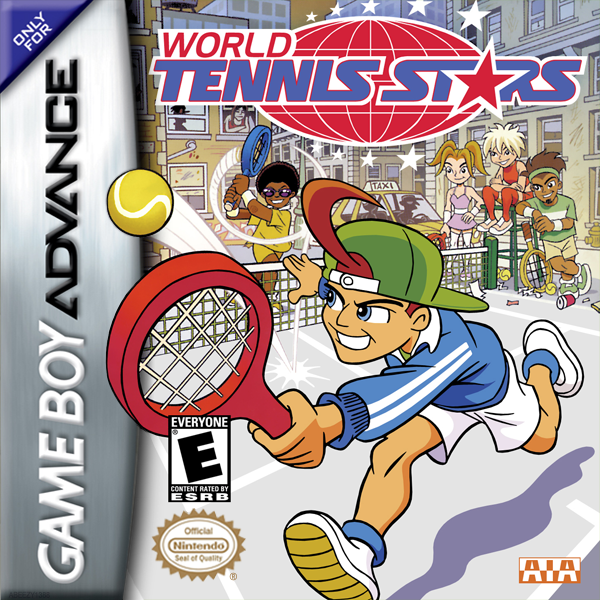 ONLY
FOR
GAME BOY ADVANCE
WORLD
TENNIS STARS
TAXI
EVERYONE
E
®
CONTENT RATED BY
ESRB
Official
Nintendo
Seal of Quality
®
AIA